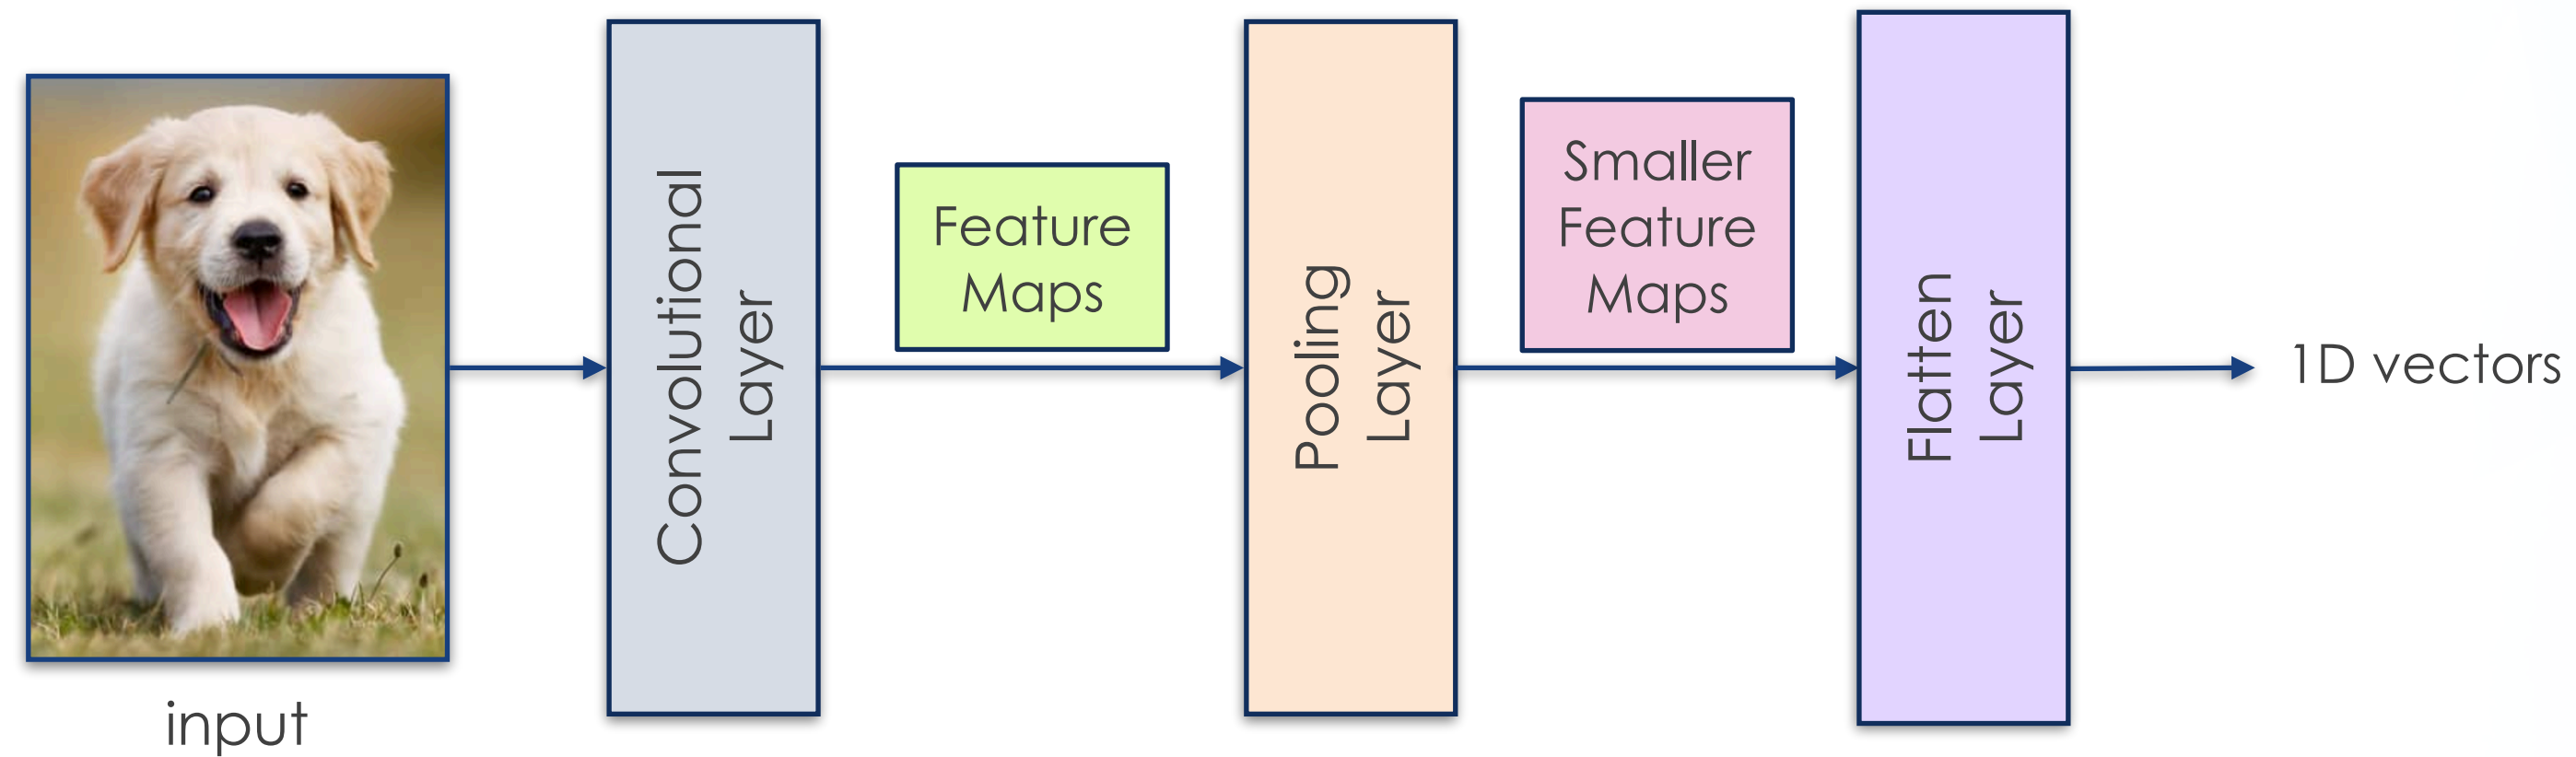 input
Convolutional
Layer
Feature
Maps
Pooling
Layer
Smaller
Feature
Maps
Flatten
Layer
1D vectors